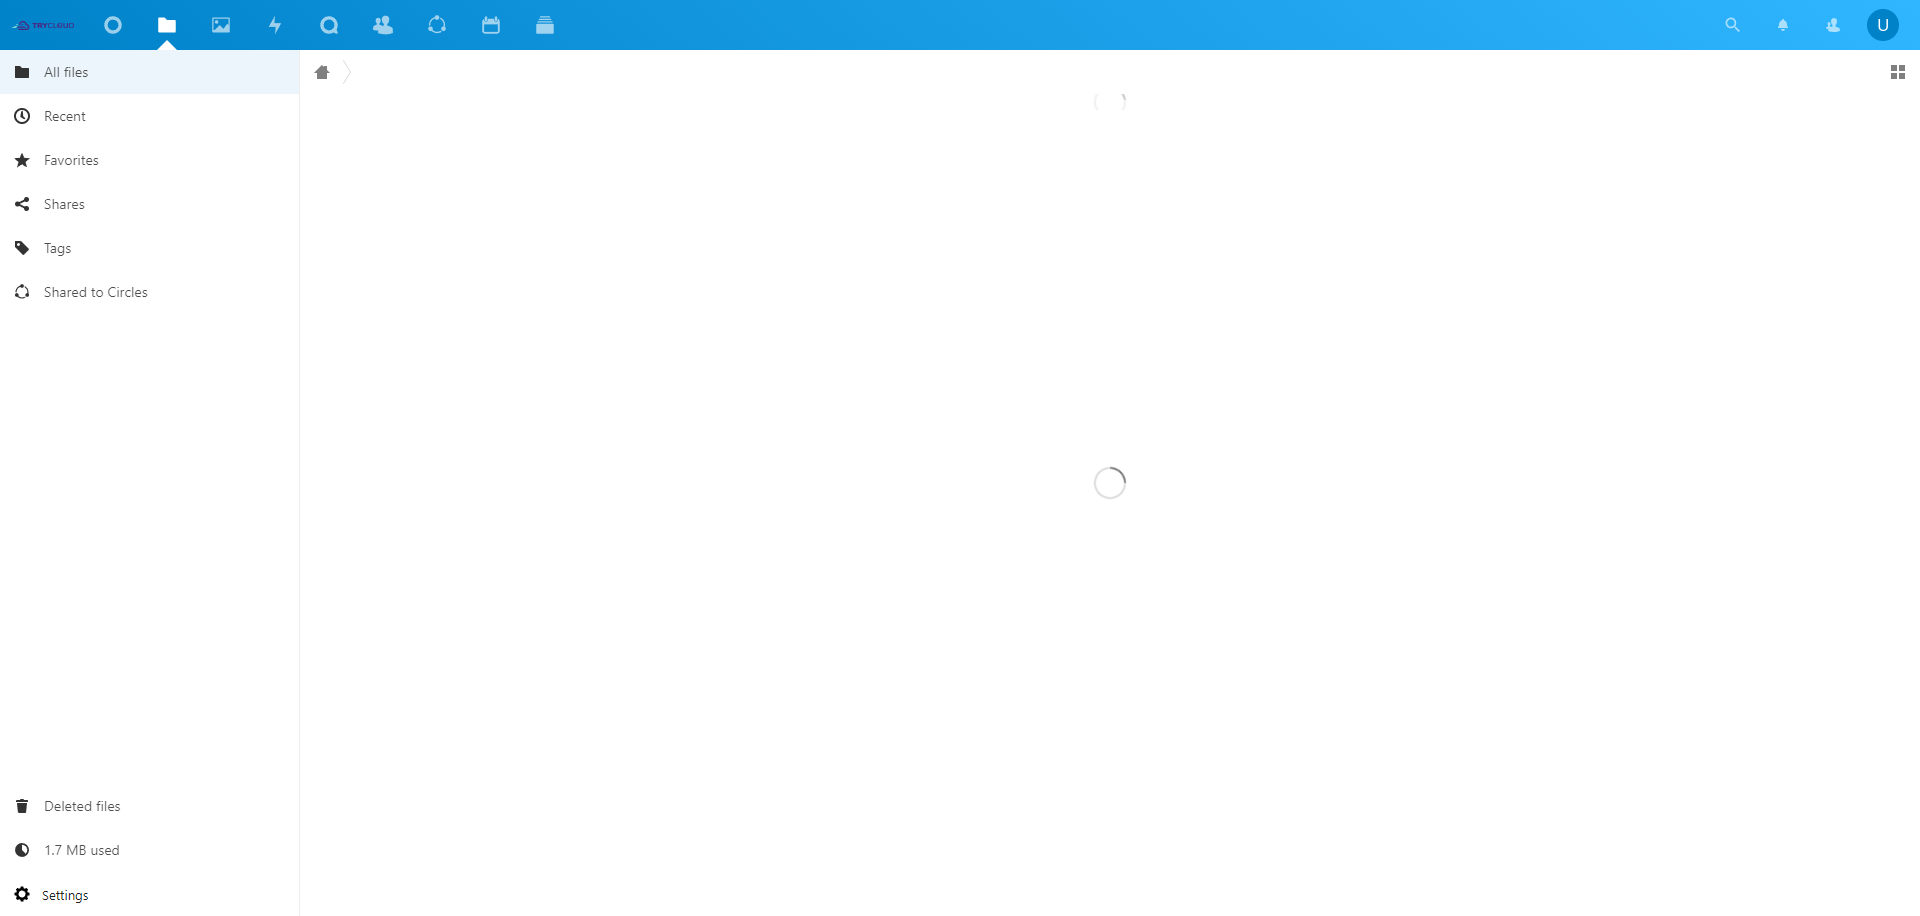 TRYCLOUD
U
All files
Recent
Favorites
Shares
Tags
Shared to Circles
Deleted files
1.7 MB used
Settings